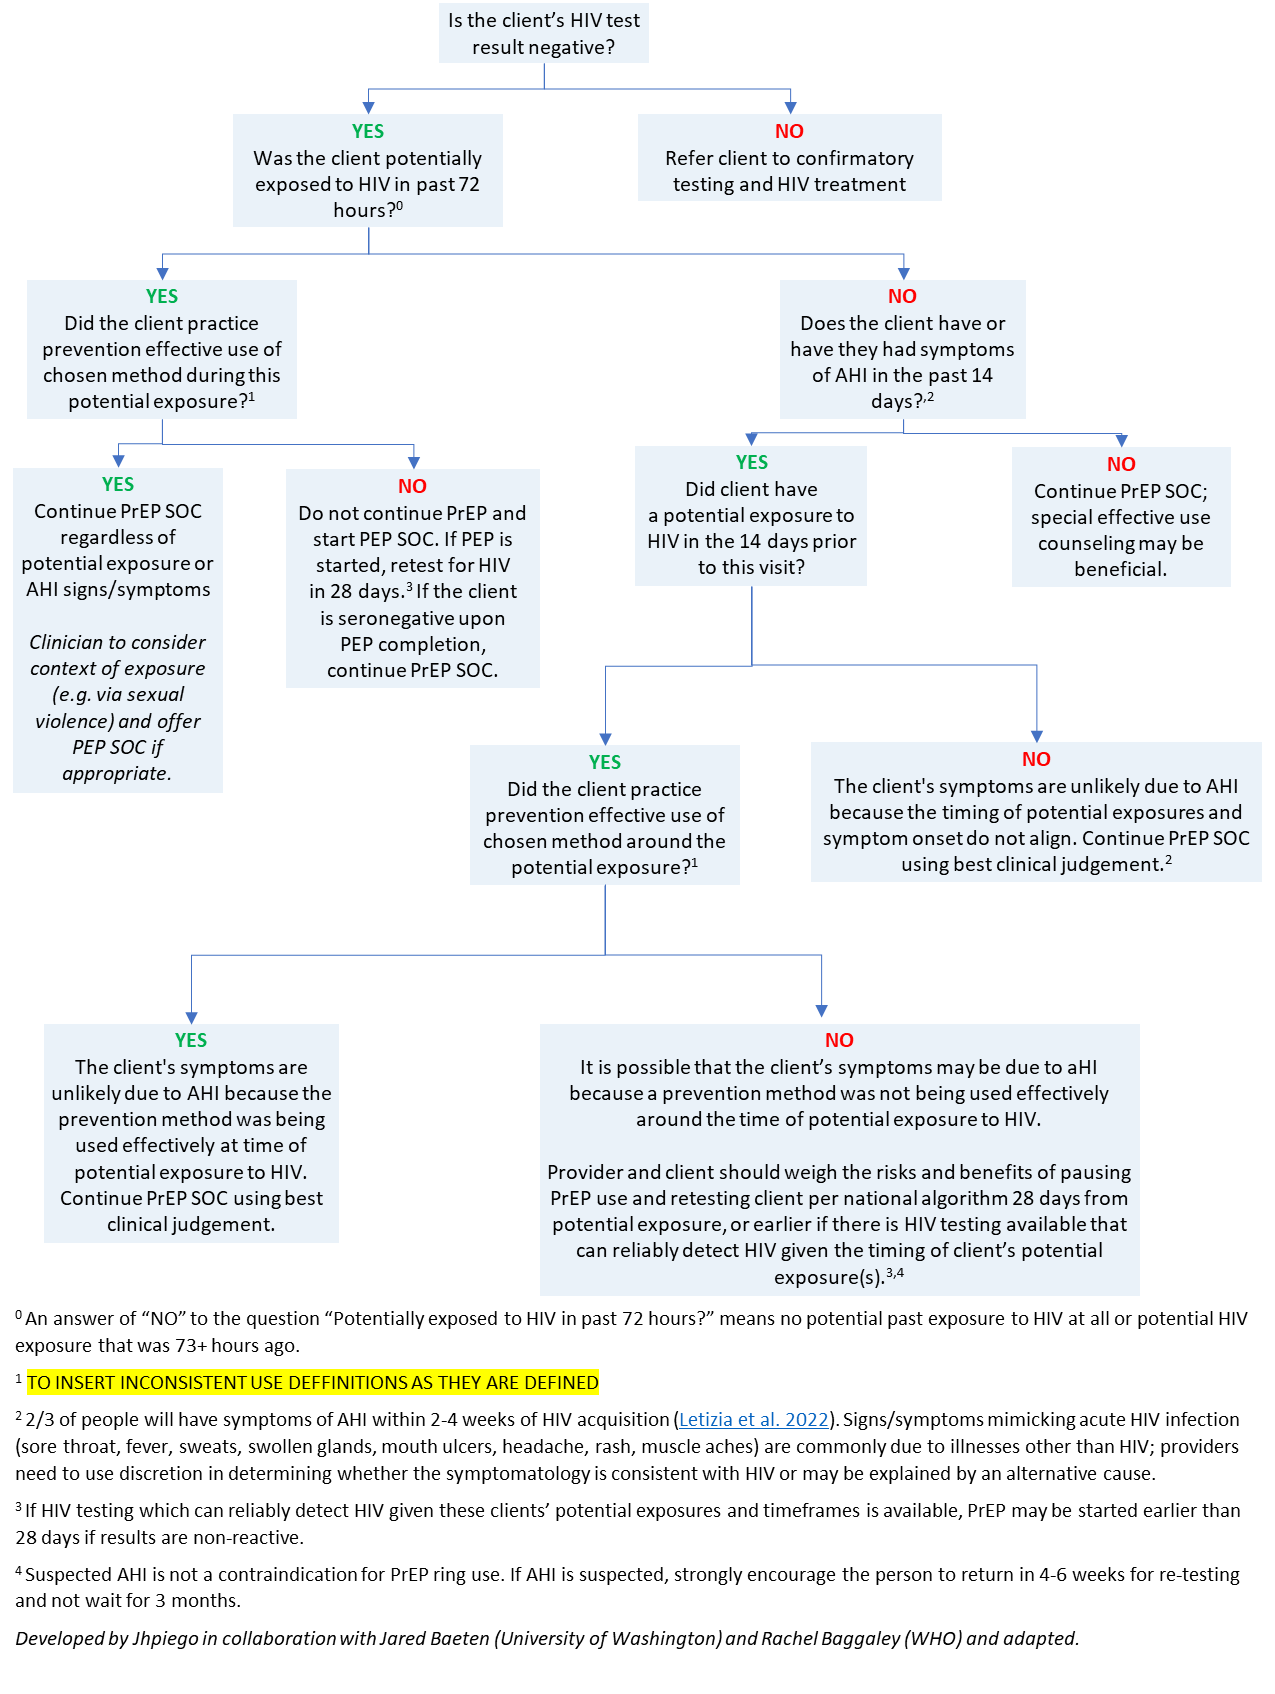 Is the client's HIV test
result negative?
YES
Was the client potentially
exposed to HIV in past 72
hours?⁰
NO
Refer client to confirmatory
testing and HIV treatment
YES
Did the client practice
prevention effective use of
chosen method during this
potential exposure?¹
NO
Does the client have or
have they had symptoms
of AHI in the past 14
days?,²
YES
Continue PrEP SOC
regardless of
potential exposure or
AHI signs/symptoms
Clinician to consider
context of exposure
(e.g. via sexual
violence) and offer
PEP SOC if
appropriate.
NO
Do not continue PrEP and
start PEP SOC. If PEP is
started, retest for HIV
in 28 days.³ If the client
is seronegative upon
PEP completion,
continue PrEP SOC.
YES
Did client have
a potential exposure to
HIV in the 14 days prior
to this visit?
NO
Continue PrEP SOC;
special effective use
counseling may be
beneficial.
YES
Did the client practice
prevention effective use of
chosen method around the
potential exposure?¹
NO
The client's symptoms are unlikely due to AHI
because the timing of potential exposures and
symptom onset do not align. Continue PrEP SOC
using best clinical judgement.²
YES
The client's symptoms are
unlikely due to AHI because the
prevention method was being
used effectively at time of
potential exposure to HIV.
Continue PrEP SOC using best
clinical judgement.
NO
It is possible that the client's symptoms may be due to aHI
because a prevention method was not being used effectively
around the time of potential exposure to HIV.
Provider and client should weigh the risks and benefits of pausing
PrEP use and retesting client per national algorithm 28 days from
potential exposure, or earlier if there is HIV testing available that
can reliably detect HIV given the timing of client's potential
exposure(s).³,⁴
⁰ An answer of "NO" to the question "Potentially exposed to HIV in past 72 hours?" means no potential past exposure to HIV at all or potential HIV
exposure that was 73+ hours ago.
¹ TO INSERT INCONSISTENT USE DEFFINITIONS AS THEY ARE DEFINED
² 2/3 of people will have symptoms of AHI within 2-4 weeks of HIV acquisition (Letizia et al. 2022). Signs/symptoms mimicking acute HIV infection
(sore throat, fever, sweats, swollen glands, mouth ulcers, headache, rash, muscle aches) are commonly due to illnesses other than HIV; providers
need to use discretion in determining whether the symptomatology is consistent with HIV or may be explained by an alternative cause.
³ If HIV testing which can reliably detect HIV given these clients' potential exposures and timeframes is available, PrEP may be started earlier than
28 days if results are non-reactive.
⁴ Suspected AHI is not a contraindication for PrEP ring use. If AHI is suspected, strongly encourage the person to return in 4-6 weeks for re-testing
and not wait for 3 months.
Developed by Jhpiego in collaboration with Jared Baeten (University of Washington) and Rachel Baggaley (WHO) and adapted.